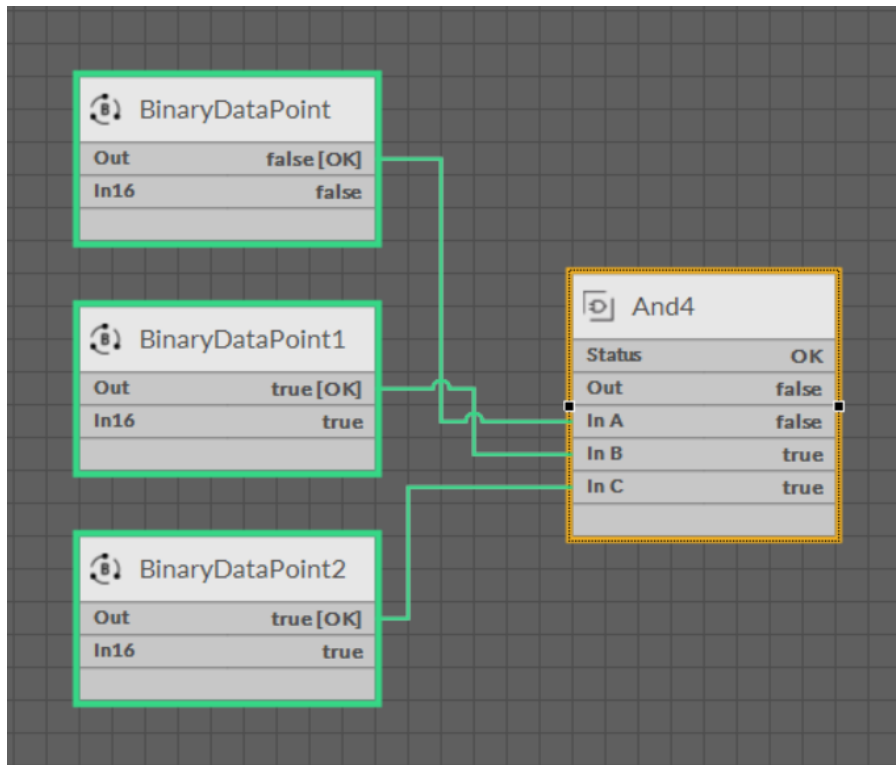 BinaryDataPoint
Out false [OK]
In16 false
BinaryDataPoint1
Out true [OK]
In16 true
BinaryDataPoint2
Out true [OK]
In16 true
And4
Status OK
Out false
In A false
In B true
In C true